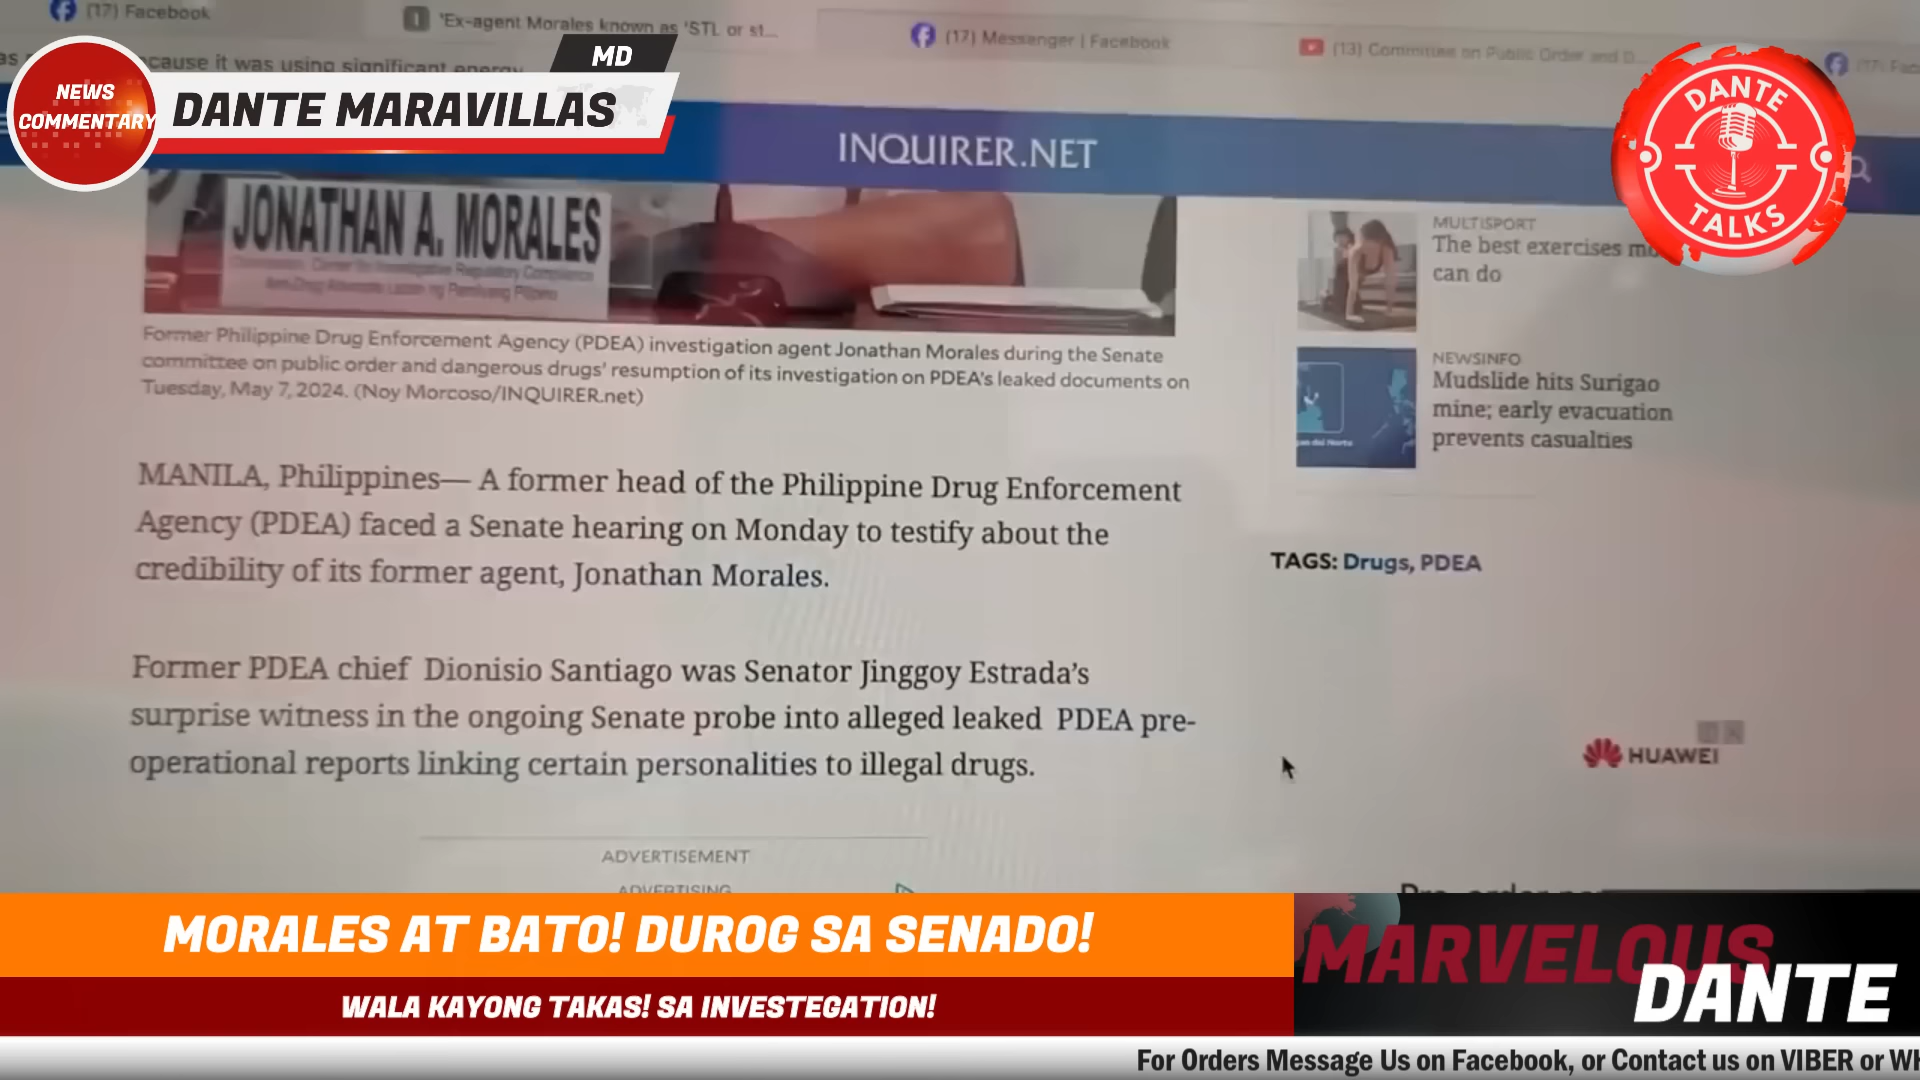 (17) Facebook
'Ex-agent Morales known as 'STL or st...
(17) Messenger | Facebook
(13) Committee on Public Order and D...
cause it was using significant energy
MD
NEWS
COMMENTARY
DANTE MARAVILLAS
INQUIRER.NET
DANTE
TALKS
JONATHAN A. MORALES
MULTISPORT
The best exercises
can do
Former Philippine Drug Enforcement Agency (PDEA) investigation agent Jonathan Morales during the Senate
committee on public order and dangerous drugs' resumption of its investigation on PDEA's leaked documents on
Tuesday, May 7, 2024. (Noy Morcoso/INQUIRER.net)
NEWSINFO
Mudslide hits Surigao
mine; early evacuation
prevents casualties
MANILA, Philippines— A former head of the Philippine Drug Enforcement
Agency (PDEA) faced a Senate hearing on Monday to testify about the
credibility of its former agent, Jonathan Morales.
TAGS: Drugs, PDEA
Former PDEA chief Dionisio Santiago was Senator Jinggoy Estrada's
surprise witness in the ongoing Senate probe into alleged leaked PDEA pre-
operational reports linking certain personalities to illegal drugs.
HUAWEI
ADVERTISEMENT
ADVERTISING
MORALES AT BATO! DUROG SA SENADO!
WALA KAYONG TAKAS! SA INVESTEGATION!
MARVELOUS
DANTE
For Orders Message Us on Facebook, or Contact us on VIBER or